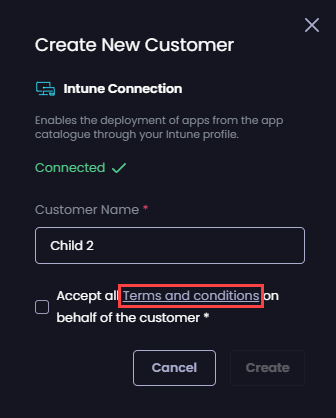 Create New Customer
Intune Connection
Enables the deployment of apps from the app
catalogue through your Intune profile.
Connected
Customer Name *
Child 2
Accept all Terms and conditions on
behalf of the customer *
Cancel
Create